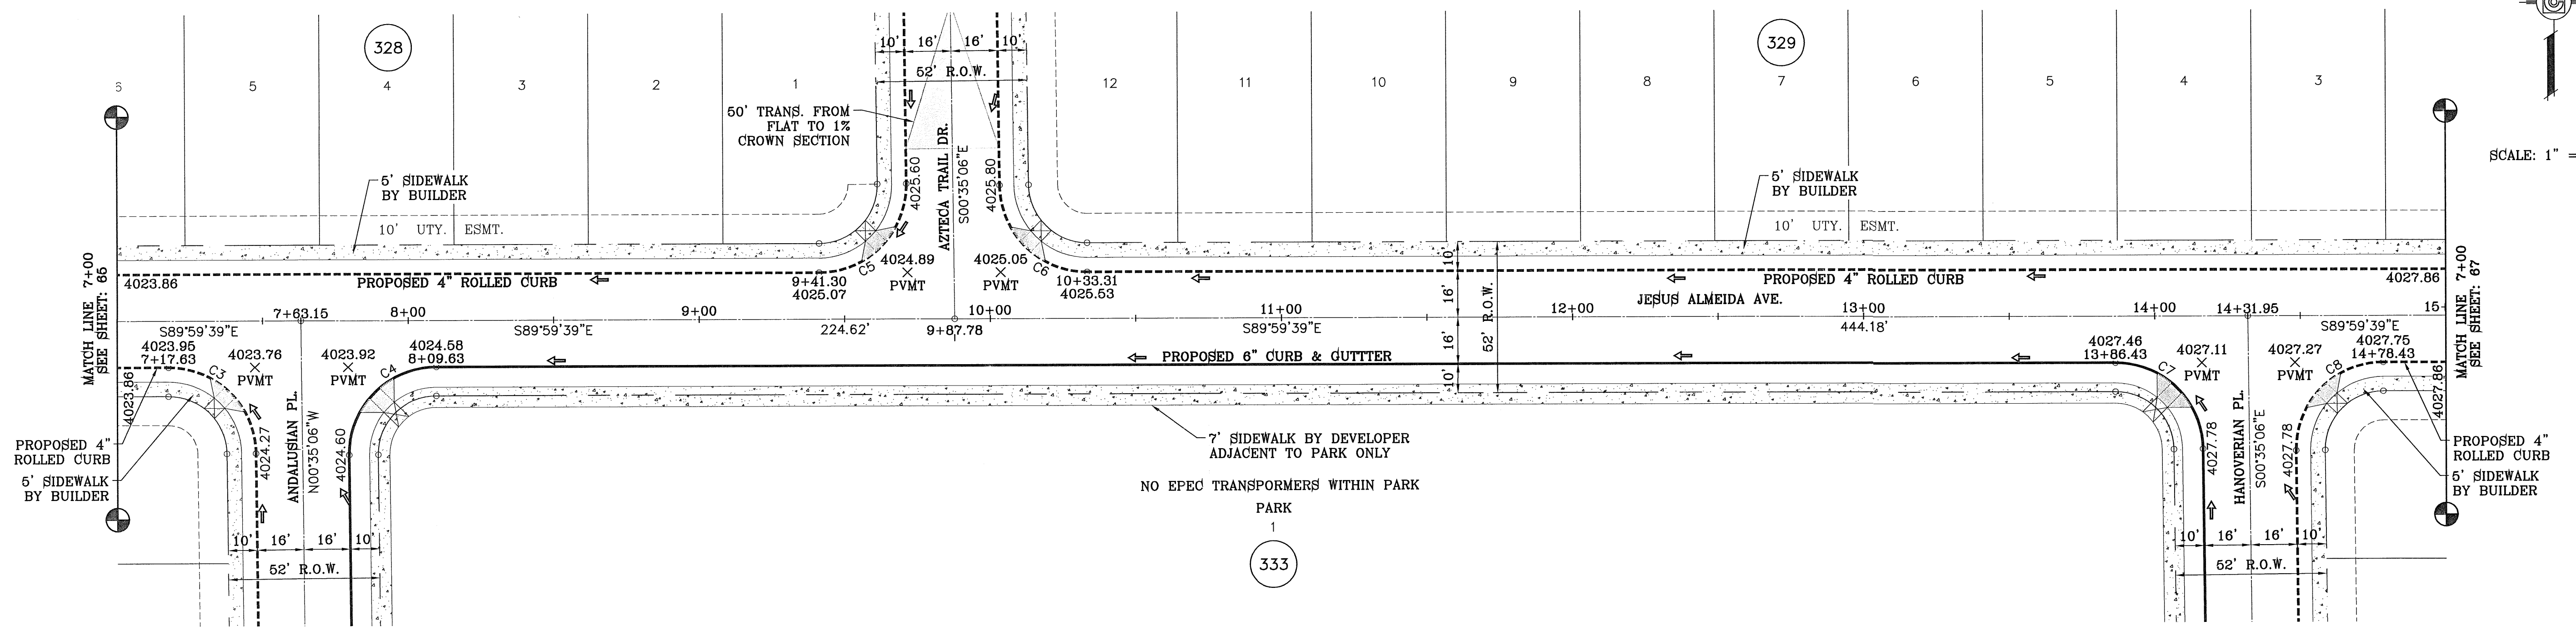 328
329
6
5
4
3
2
1
12
11
10
9
8
7
6
5
4
3
10' 16' 16' 10'
52' R.O.W.
50' TRANS. FROM
FLAT TO 1%
CROWN SECTION
AZTECA TRAIL DR.
S00°35'06"E
4025.60
4025.80
SCALE: 1" =
5' SIDEWALK
BY BUILDER
5' SIDEWALK
BY BUILDER
10' UTY. ESMT.
10' UTY. ESMT.
MATCH LINE 7+00
SEE SHEET: 65
MATCH LINE 7+00
SEE SHEET: 67
4023.86
PROPOSED 4" ROLLED CURB
C5
4024.89
PVMT
9+41.30
4025.07
4025.05
PVMT
C6
10+33.31
4025.53
PROPOSED 4" ROLLED CURB
4027.86
JESUS ALMEIDA AVE.
10'
16'
16'
10'
52' R.O.W.
7+63.15
8+00
9+00
10+00
11+00
12+00
13+00
14+00
14+31.95
15
S89°59'39"E
S89°59'39"E
224.62'
9+87.78
S89°59'39"E
444.18'
S89°59'39"E
4023.95
7+17.63
4023.76
PVMT
4023.92
PVMT
4024.58
8+09.63
PROPOSED 6" CURB & GUTTTER
4027.46
13+86.43
4027.11
PVMT
4027.27
PVMT
4027.75
14+78.43
C3
C4
C7
C8
4023.86
4027.86
4024.27
4024.60
4027.78
4027.78
ANDALUSIAN PL.
N00°35'06"W
HANOVERIAN PL.
S00°35'06"E
PROPOSED 4"
ROLLED CURB
5' SIDEWALK
BY BUILDER
7' SIDEWALK BY DEVELOPER
ADJACENT TO PARK ONLY
NO EPEC TRANSPORMERS WITHIN PARK
PARK
1
333
PROPOSED 4"
ROLLED CURB
5' SIDEWALK
BY BUILDER
10' 16' 16' 10'
52' R.O.W.
10' 16' 16' 10'
52' R.O.W.